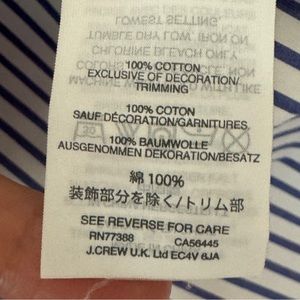 100% COTTON
EXCLUSIVE OF DECORATION/
TRIMMING
100% COTON
SAUF DÉCORATION/GARNITURES
100% BAUMWOLLE
AUSGENOMMEN DEKORATION/BESATZ
綿 100%
装飾部分を除く/トリム部
SEE REVERSE FOR CARE
RN77388 CA56445
J.CREW U.K. Ltd EC4V 6JA